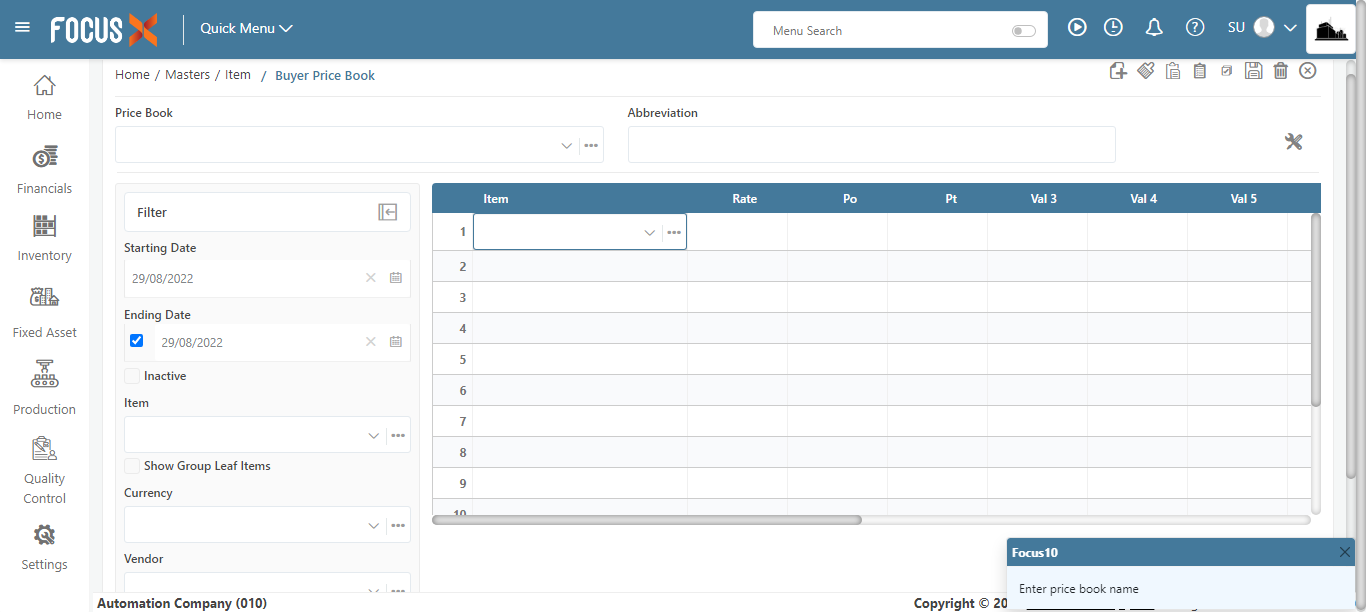 FOCUS X
Quick Menu
Menu Search
SU
Home / Masters / Item / Buyer Price Book
Home
Financials
Inventory
Fixed Asset
Production
Quality
Control
Settings
Price Book
Abbreviation
Filter
Starting Date
29/08/2022
Ending Date
29/08/2022
Inactive
Item
Show Group Leaf Items
Currency
Vendor
Item Rate Po Pt Val 3 Val 4 Val 5
1
2
3
4
5
6
7
8
9
10
Focus10
Enter price book name
Automation Company (010)
Copyright © 20